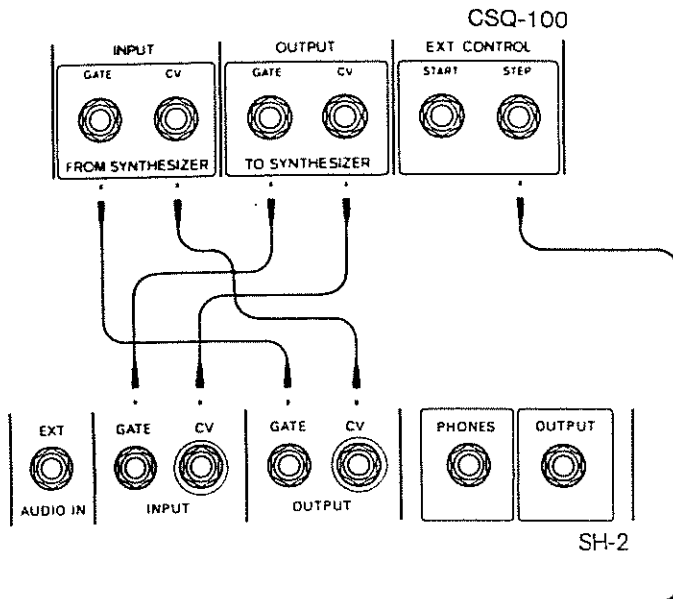 CSQ-100
INPUT OUTPUT EXT CONTROL
GATE CV GATE CV START STEP
FROM SYNTHESIZER TO SYNTHESIZER
EXT GATE CV GATE CV PHONES OUTPUT
AUDIO IN INPUT OUTPUT
SH-2